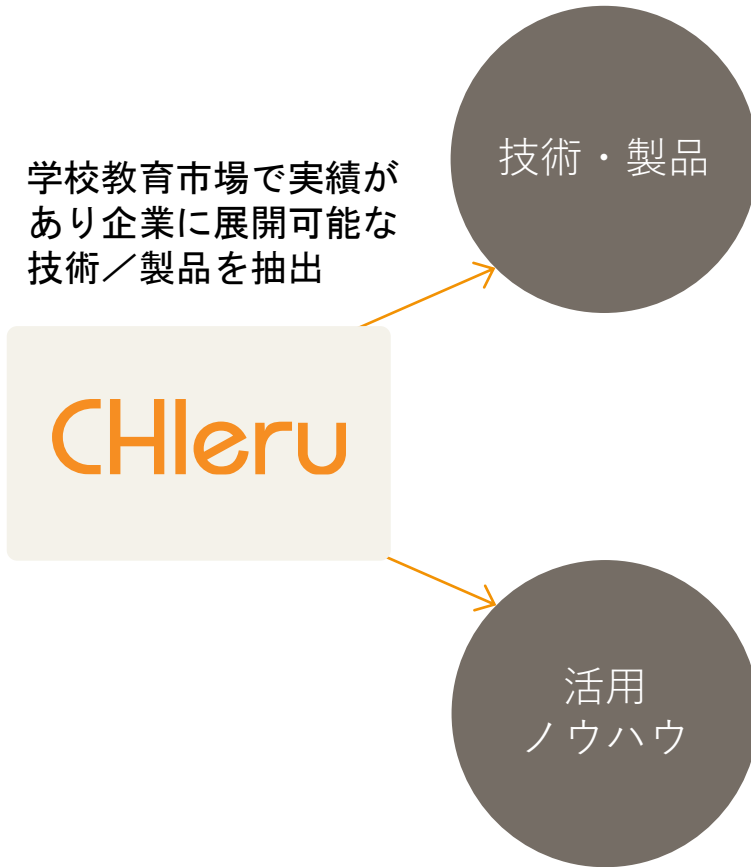 技術・製品
学校教育市場で実績が
あり企業に展開可能な
技術／製品を抽出
CHIeru
活用
ノウハウ